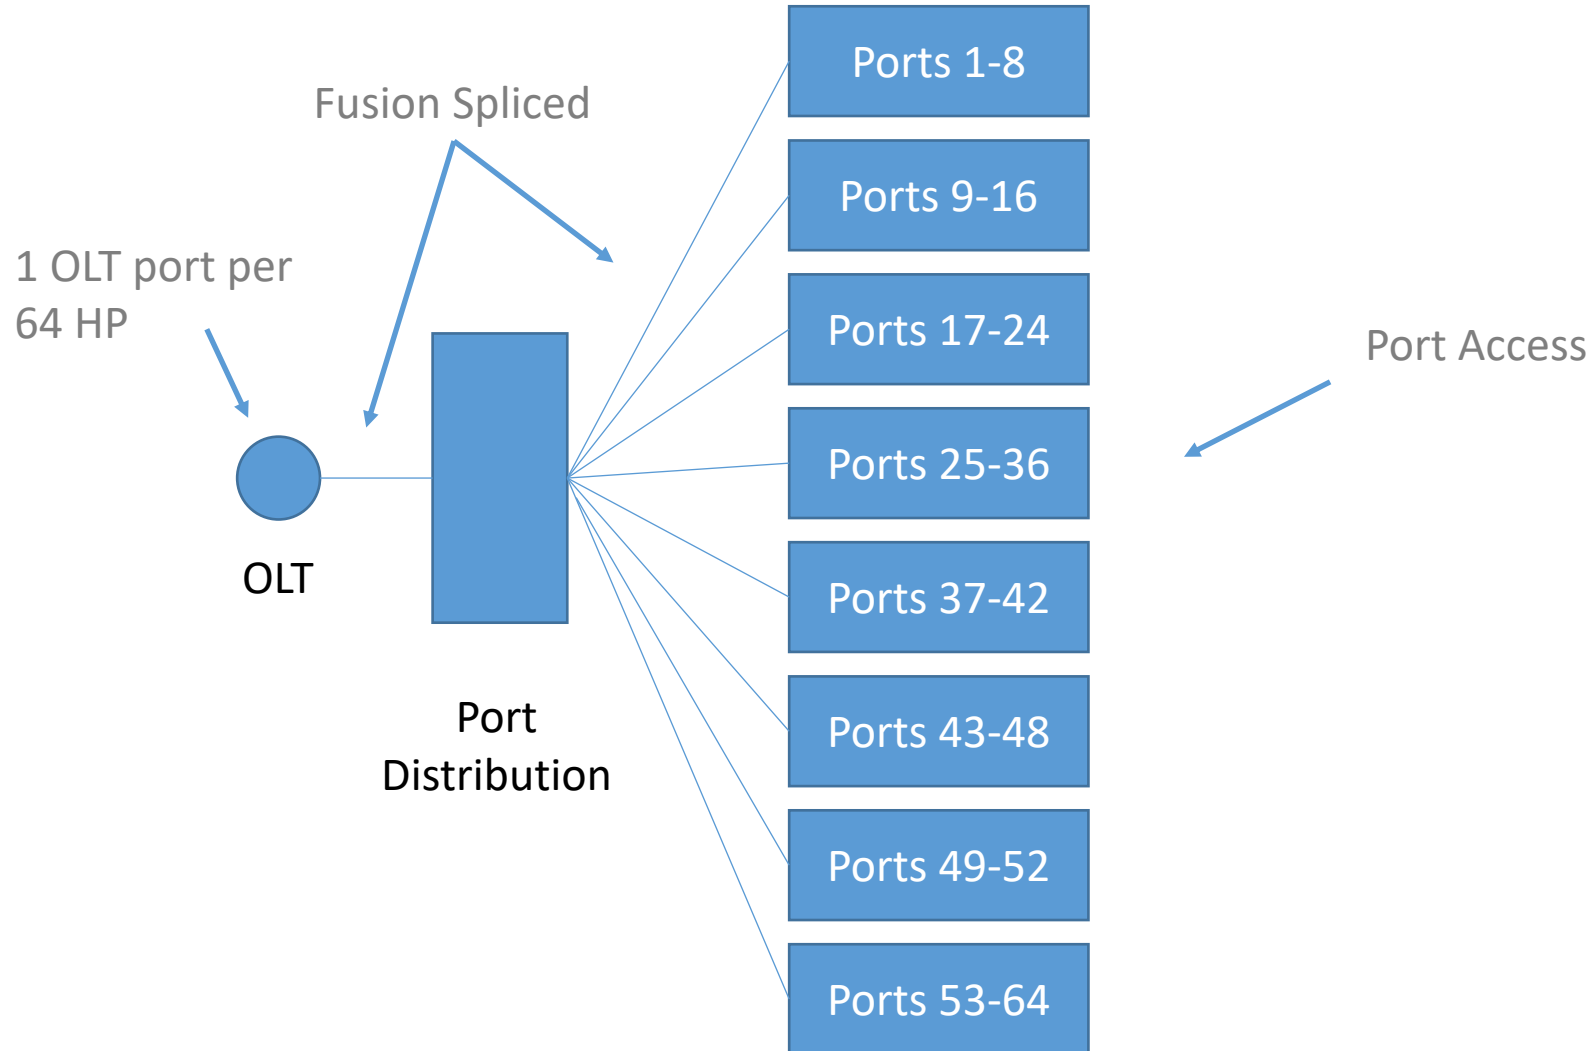 Fusion Spliced
1 OLT port per
64 HP
OLT
Port
Distribution
Ports 1-8
Ports 9-16
Ports 17-24
Ports 25-36
Ports 37-42
Ports 43-48
Ports 49-52
Ports 53-64
Port Access